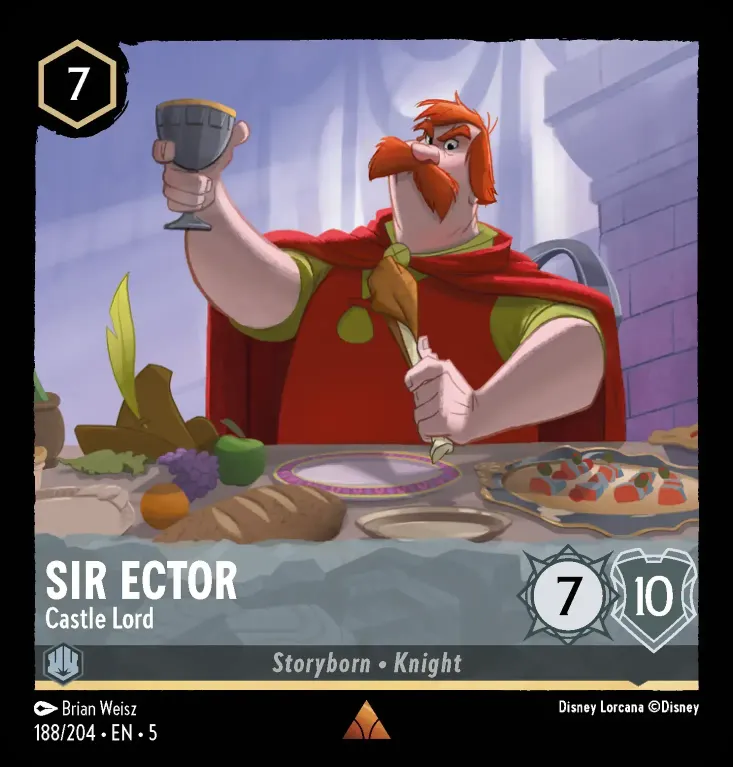 7
SIR ECTOR
Castle Lord
7 10
Storyborn • Knight
Brian Weisz
Disney Lorcana ©Disney
188/204 • EN • 5